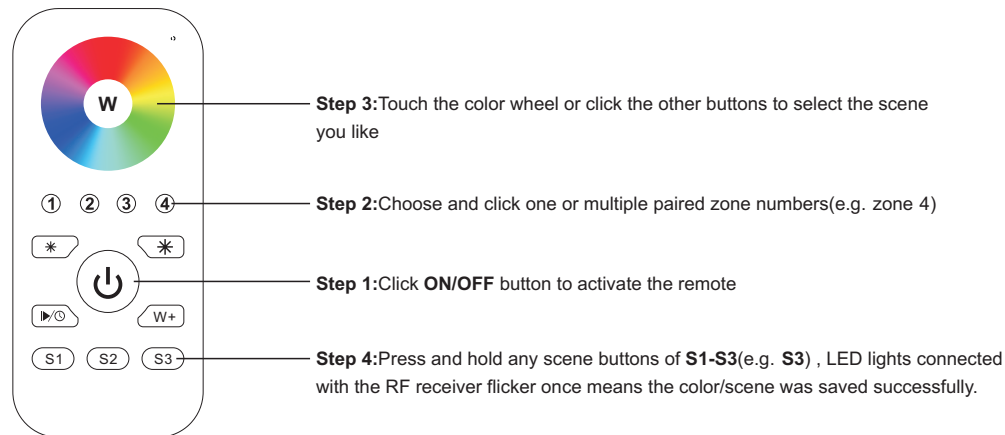 W
Step 3:Touch the color wheel or click the other buttons to select the scene
you like
① ② ③ ④
Step 2:Choose and click one or multiple paired zone numbers(e.g. zone 4)
Step 1:Click ON/OFF button to activate the remote
W+
S1 S2 S3
Step 4:Press and hold any scene buttons of S1-S3(e.g. S3) , LED lights connected
with the RF receiver flicker once means the color/scene was saved successfully.